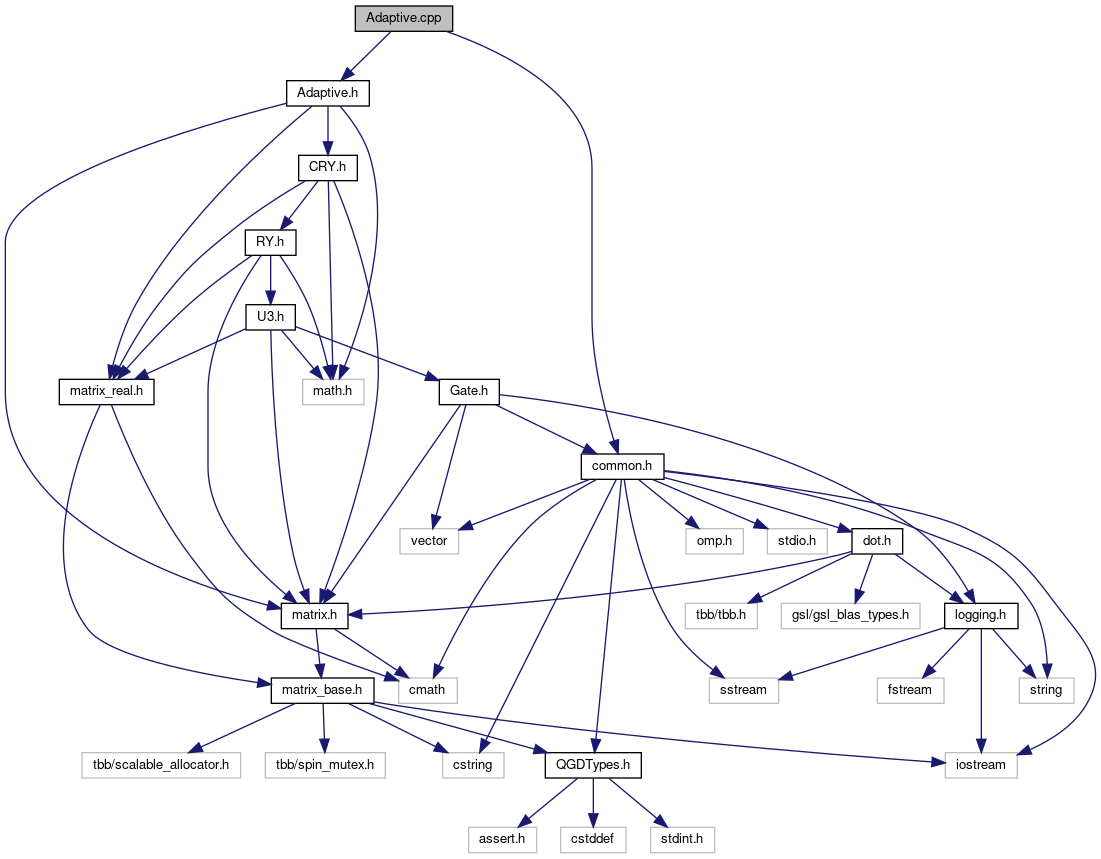 Adaptive.cpp
Adaptive.h
CRY.h
RY.h
U3.h
matrix_real.h
math.h
Gate.h
common.h
vector
omp.h
stdio.h
dot.h
matrix.h
tbb/tbb.h
gsl/gsl_blas_types.h
logging.h
matrix_base.h
cmath
sstream
fstream
string
tbb/scalable_allocator.h
tbb/spin_mutex.h
cstring
QGDTypes.h
iostream
assert.h
cstddef
stdint.h